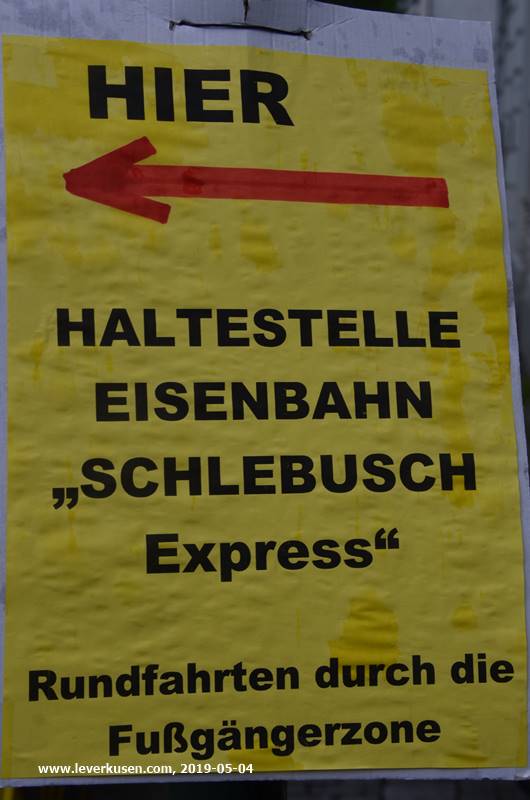 HIER
HALTESTELLE
EISENBAHN
„SCHLEBUSCH
Express“
Rundfahrten durch die
Fußgängerzone
www.leverkusen.com, 2019-05-04